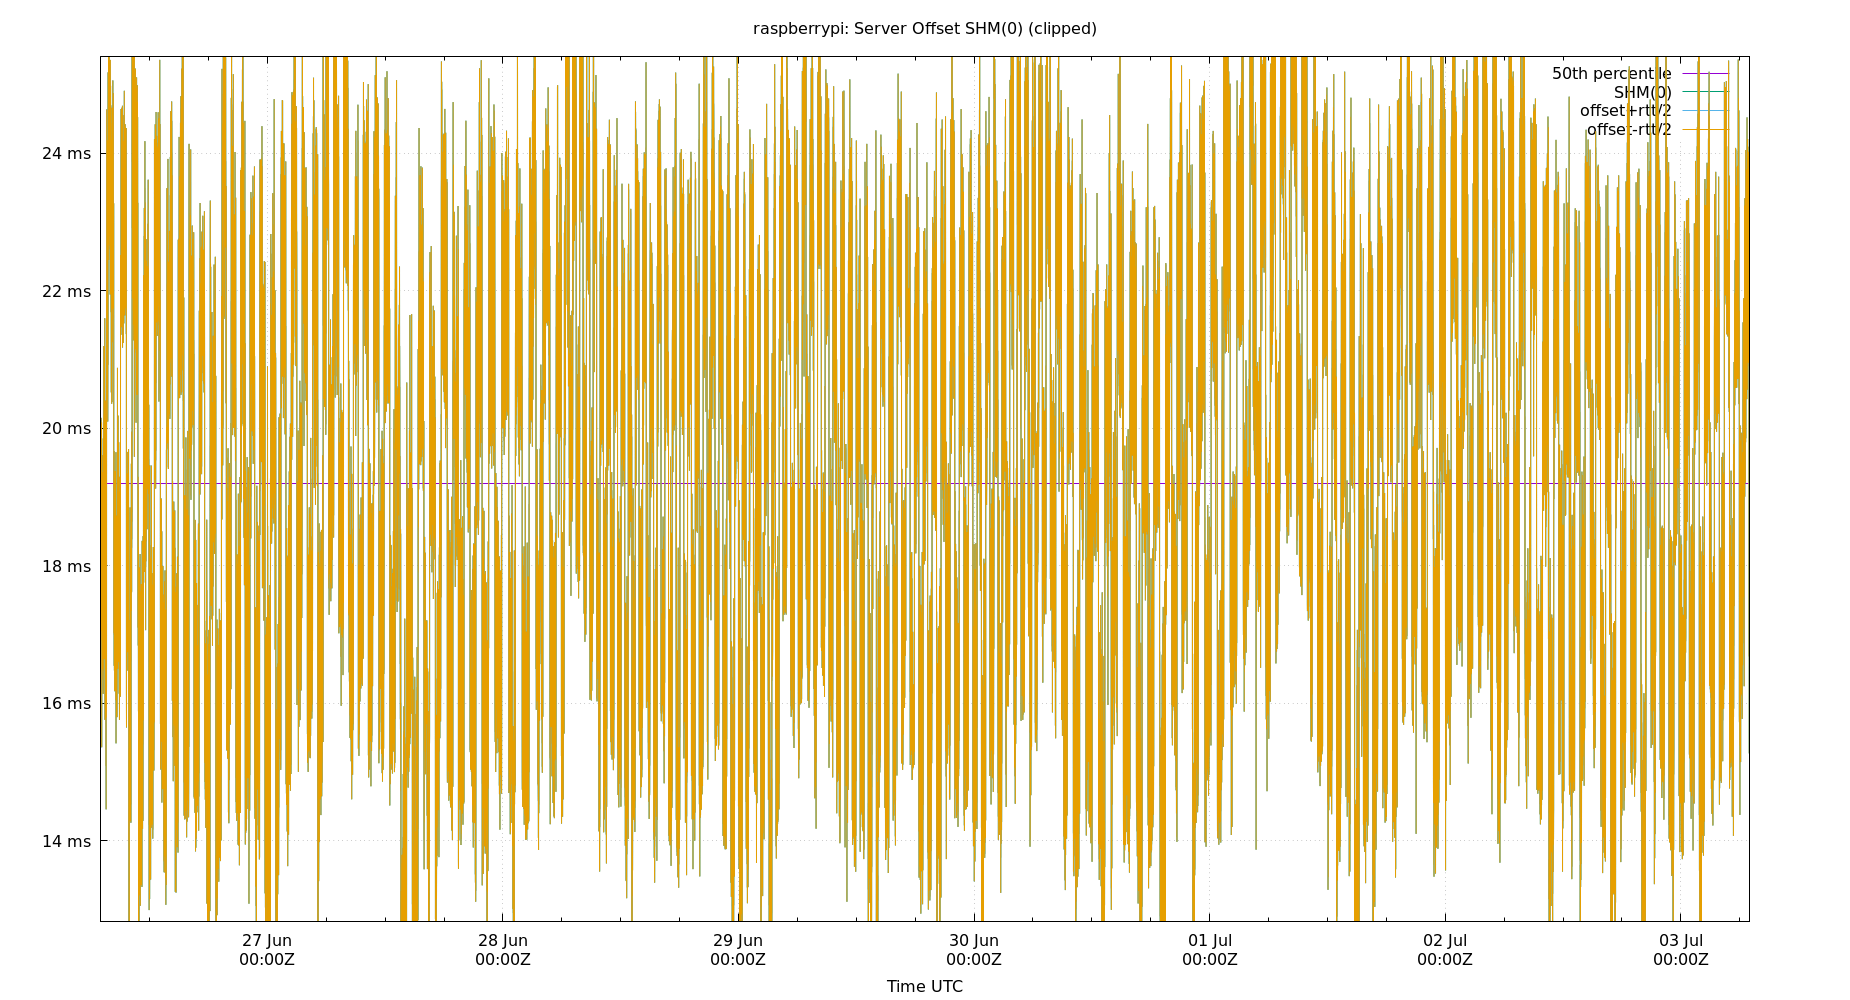 raspberrypi: Server Offset SHM(0) (clipped)
50th percentile
SHM(0)
offset+rtt/2
offset-rtt/2
24 ms
22 ms
20 ms
18 ms
16 ms
14 ms
27 Jun 28 Jun 29 Jun 30 Jun 01 Jul 02 Jul 03 Jul
00:00Z 00:00Z 00:00Z 00:00Z 00:00Z 00:00Z 00:00Z
Time UTC